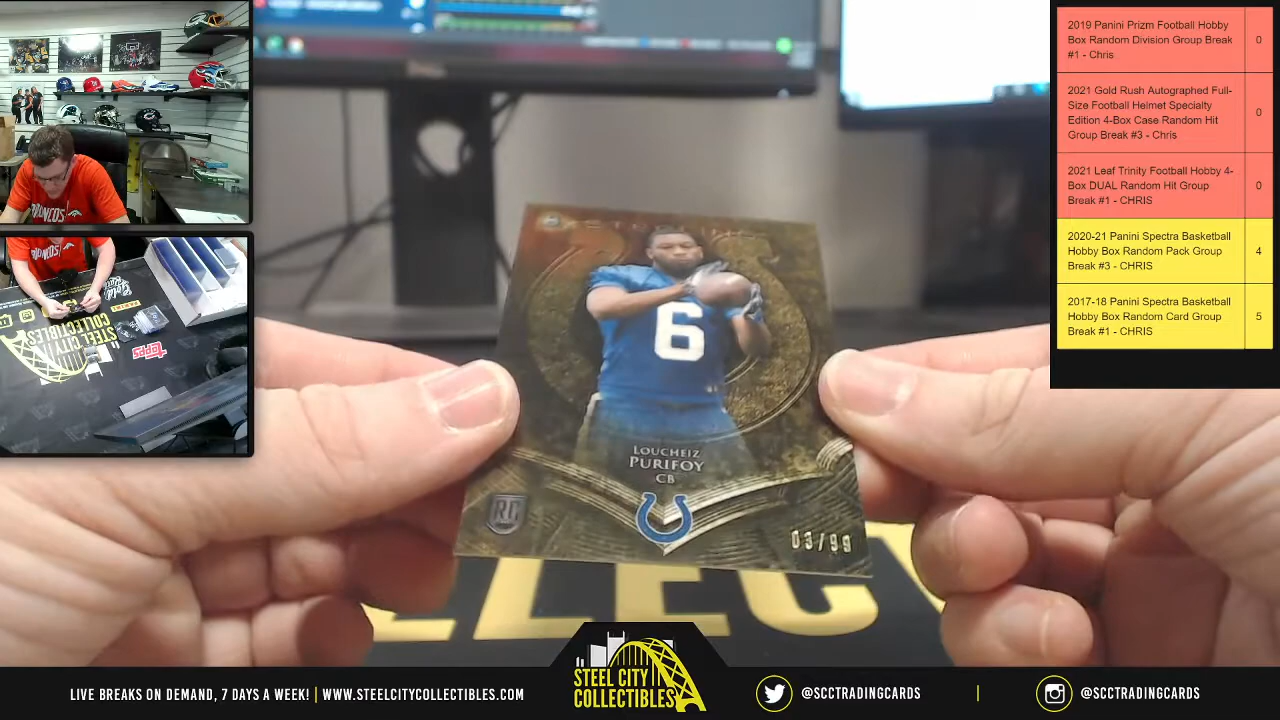 2019 Panini Prizm Football Hobby
Box Random Division Group Break
#1 - Chris
0
2021 Gold Rush Autographed Full-
Size Football Helmet Specialty
Edition 4-Box Case Random Hit
Group Break #3 - Chris
0
2021 Leaf Trinity Football Hobby 4-
Box DUAL Random Hit Group
Break #1 - CHRIS
0
2020-21 Panini Spectra Basketball
Hobby Box Random Pack Group
Break #3 - CHRIS
4
2017-18 Panini Spectra Basketball
Hobby Box Random Card Group
Break #1 - CHRIS
5
BRONCOS
STEEL CITY
COLLECTIBLES
topps
6
LOUCHEIZ
PURIFOY
CB
RC
03/99
LIVE BREAKS ON DEMAND, 7 DAYS A WEEK! | WWW.STEELCITYCOLLECTIBLES.COM
STEEL CITY
COLLECTIBLES
@SCCTRADINGCARDS
|
@SCCTRADINGCARDS